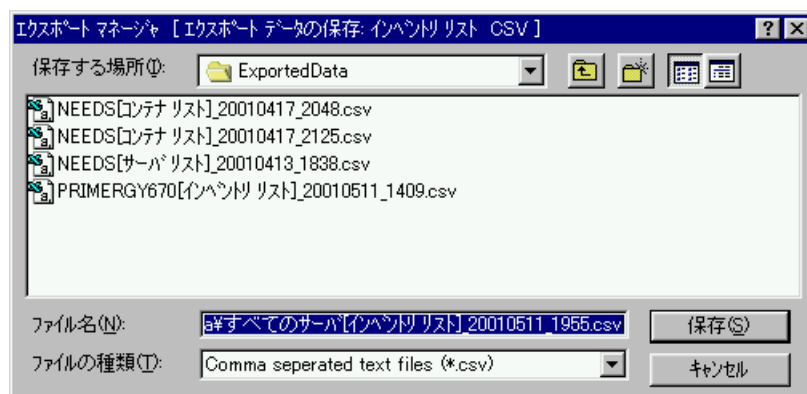 ｴｸｽﾎﾟｰﾄ ﾏﾈｰｼﾞｬ [ ｴｸｽﾎﾟｰﾄ ﾃﾞｰﾀの保存: ｲﾝﾍﾞﾝﾄﾘ ﾘｽﾄ CSV ]
保存する場所(I): ExportedData
NEEDS[ｺﾝﾃﾅ ﾘｽﾄ]_20010417_2048.csv
NEEDS[ｺﾝﾃﾅ ﾘｽﾄ]_20010417_2125.csv
NEEDS[ｻｰﾊﾞ ﾘｽﾄ]_20010413_1838.csv
PRIMERGY670[ｲﾝﾍﾞﾝﾄﾘ ﾘｽﾄ]_20010511_1409.csv
ﾌｧｲﾙ名(N): a¥すべてのサーバ[ｲﾝﾍﾞﾝﾄﾘ ﾘｽﾄ]_20010511_1955.csv 保存(S)
ﾌｧｲﾙの種類(T): Comma seperated text files (*.csv) ｷｬﾝｾﾙ